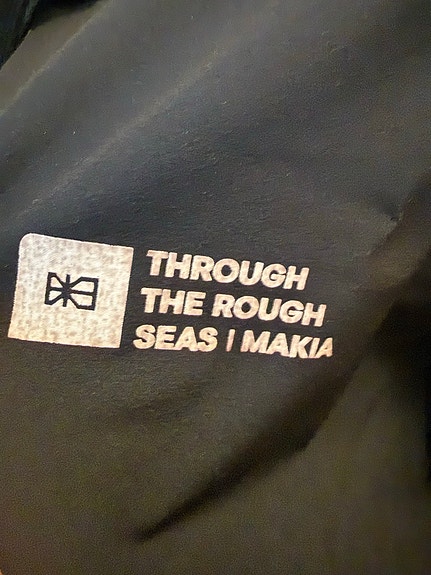 THROUGH
THE ROUGH
SEAS | MAKIA